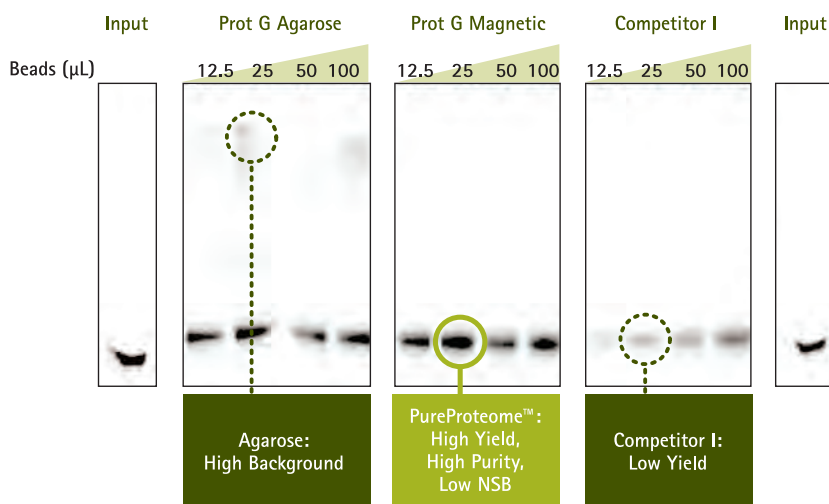 Input Prot G Agarose Prot G Magnetic Competitor I Input
Beads (µL) 12.5 25 50 100 12.5 25 50 100 12.5 25 50 100
Agarose:
High Background
PureProteome™:
High Yield,
High Purity,
Low NSB
Competitor I:
Low Yield